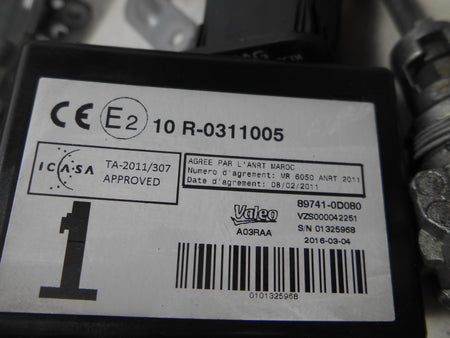 CE E2 10 R-0311005
ICASA
TA-2011/307
APPROVED
AGREE PAR L'ANRT MAROC
Numero d'agrement: MR 6050 ANRT 2011
Date d'agrement: 08/02/2011
1
Valeo
A03RAA
89741-0D080
VZS000042251
S/N 01325968
2016-03-04
0101325968